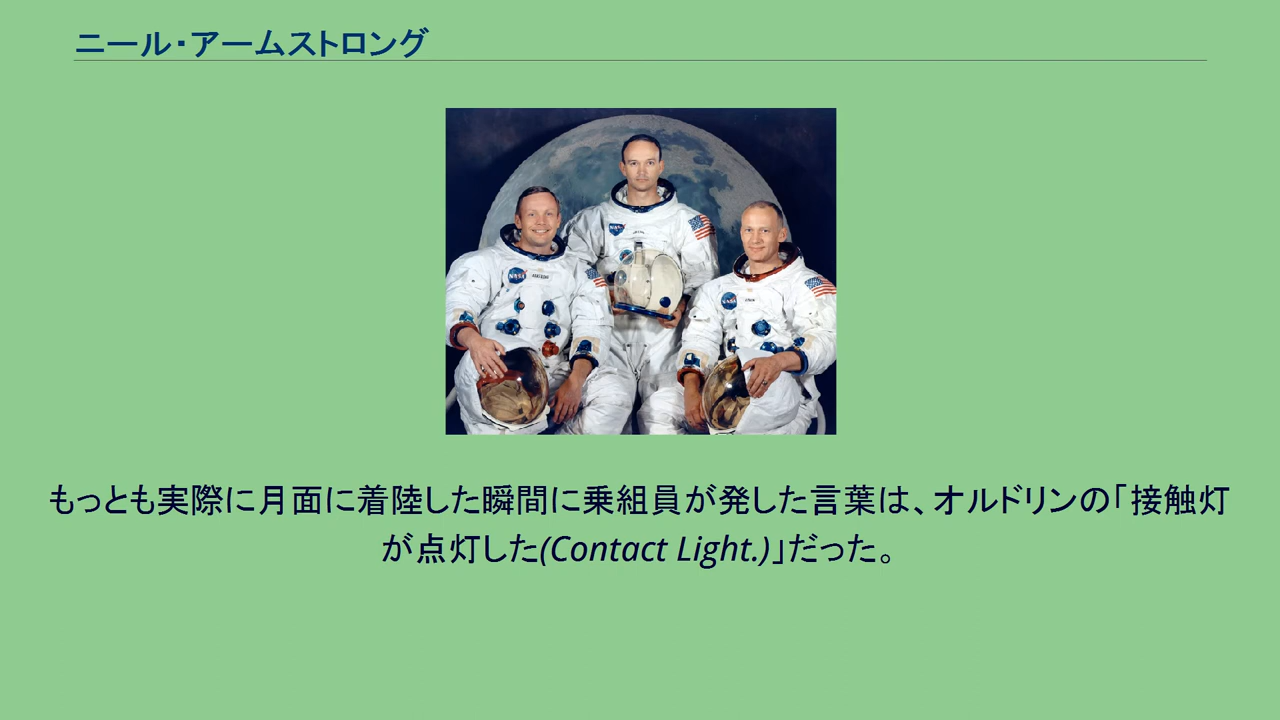 ニール・アームストロング
NASA
NASA
NASA
もっとも実際に月面に着陸した瞬間に乗組員が発した言葉は、オルドリンの「接触灯
が点灯した(Contact Light.)」だった。